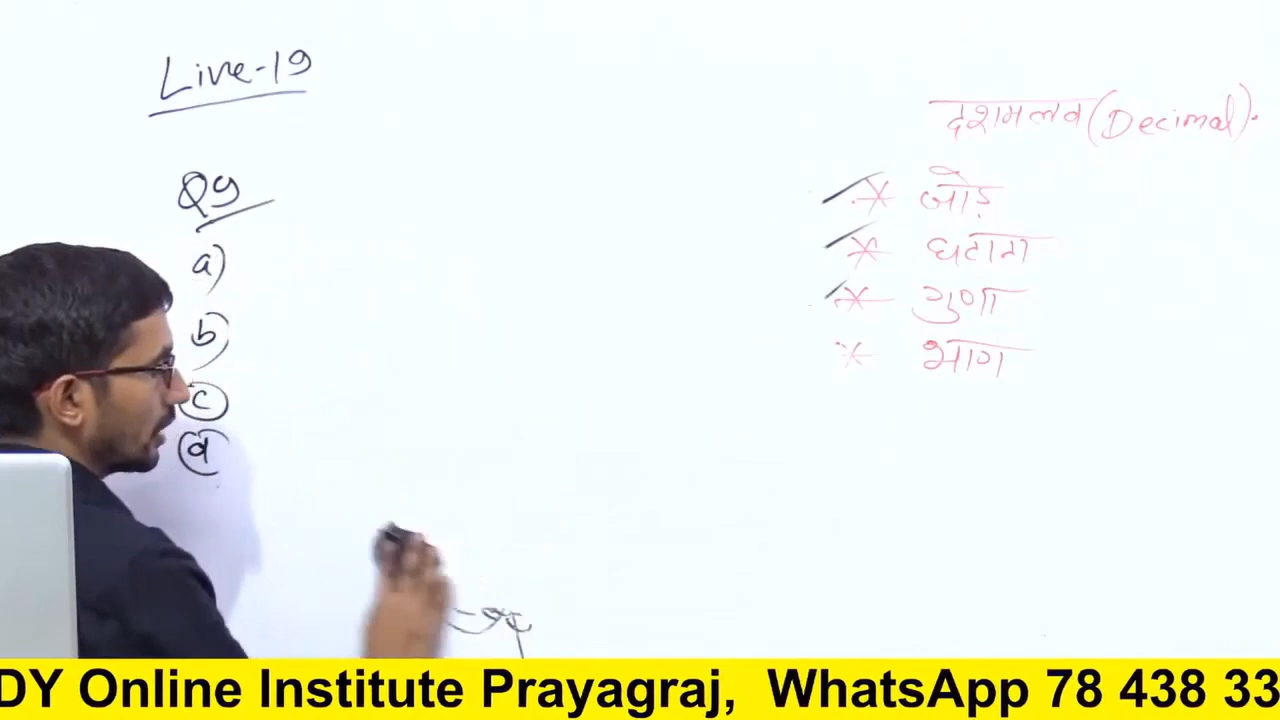 Live-19
Q9
a)
b)
c
d
दशमलव (Decimal).
* जोड़
* घटाना
* गुणा
* भाग
DY Online Institute Prayagraj, WhatsApp 78 438 33